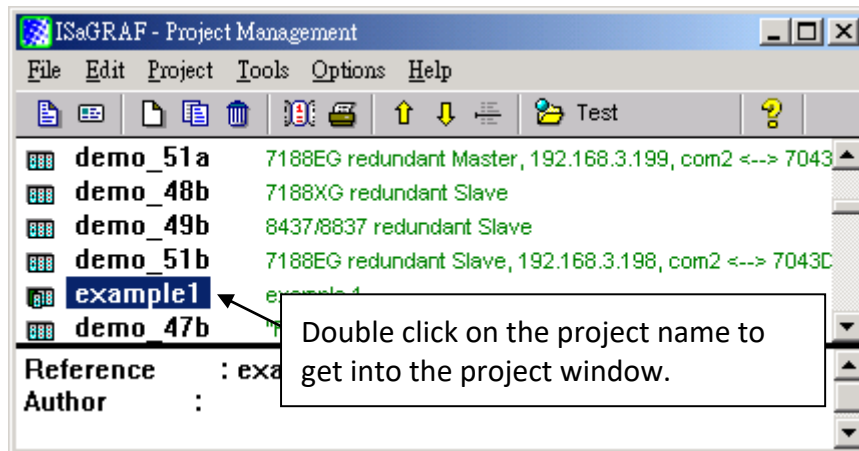 ISaGRAF - Project Management
File Edit Project Tools Options Help
Test
demo_51a 7188EG redundant Master, 192.168.3.199, com2 <--> 7043
demo_48b 7188XG redundant Slave
demo_49b 8437/8837 redundant Slave
demo_51b 7188EG redundant Slave, 192.168.3.198, com2 <--> 7043D
example1 example 1
demo_47b
Double click on the project name to
get into the project window.
Reference : exa
Author :